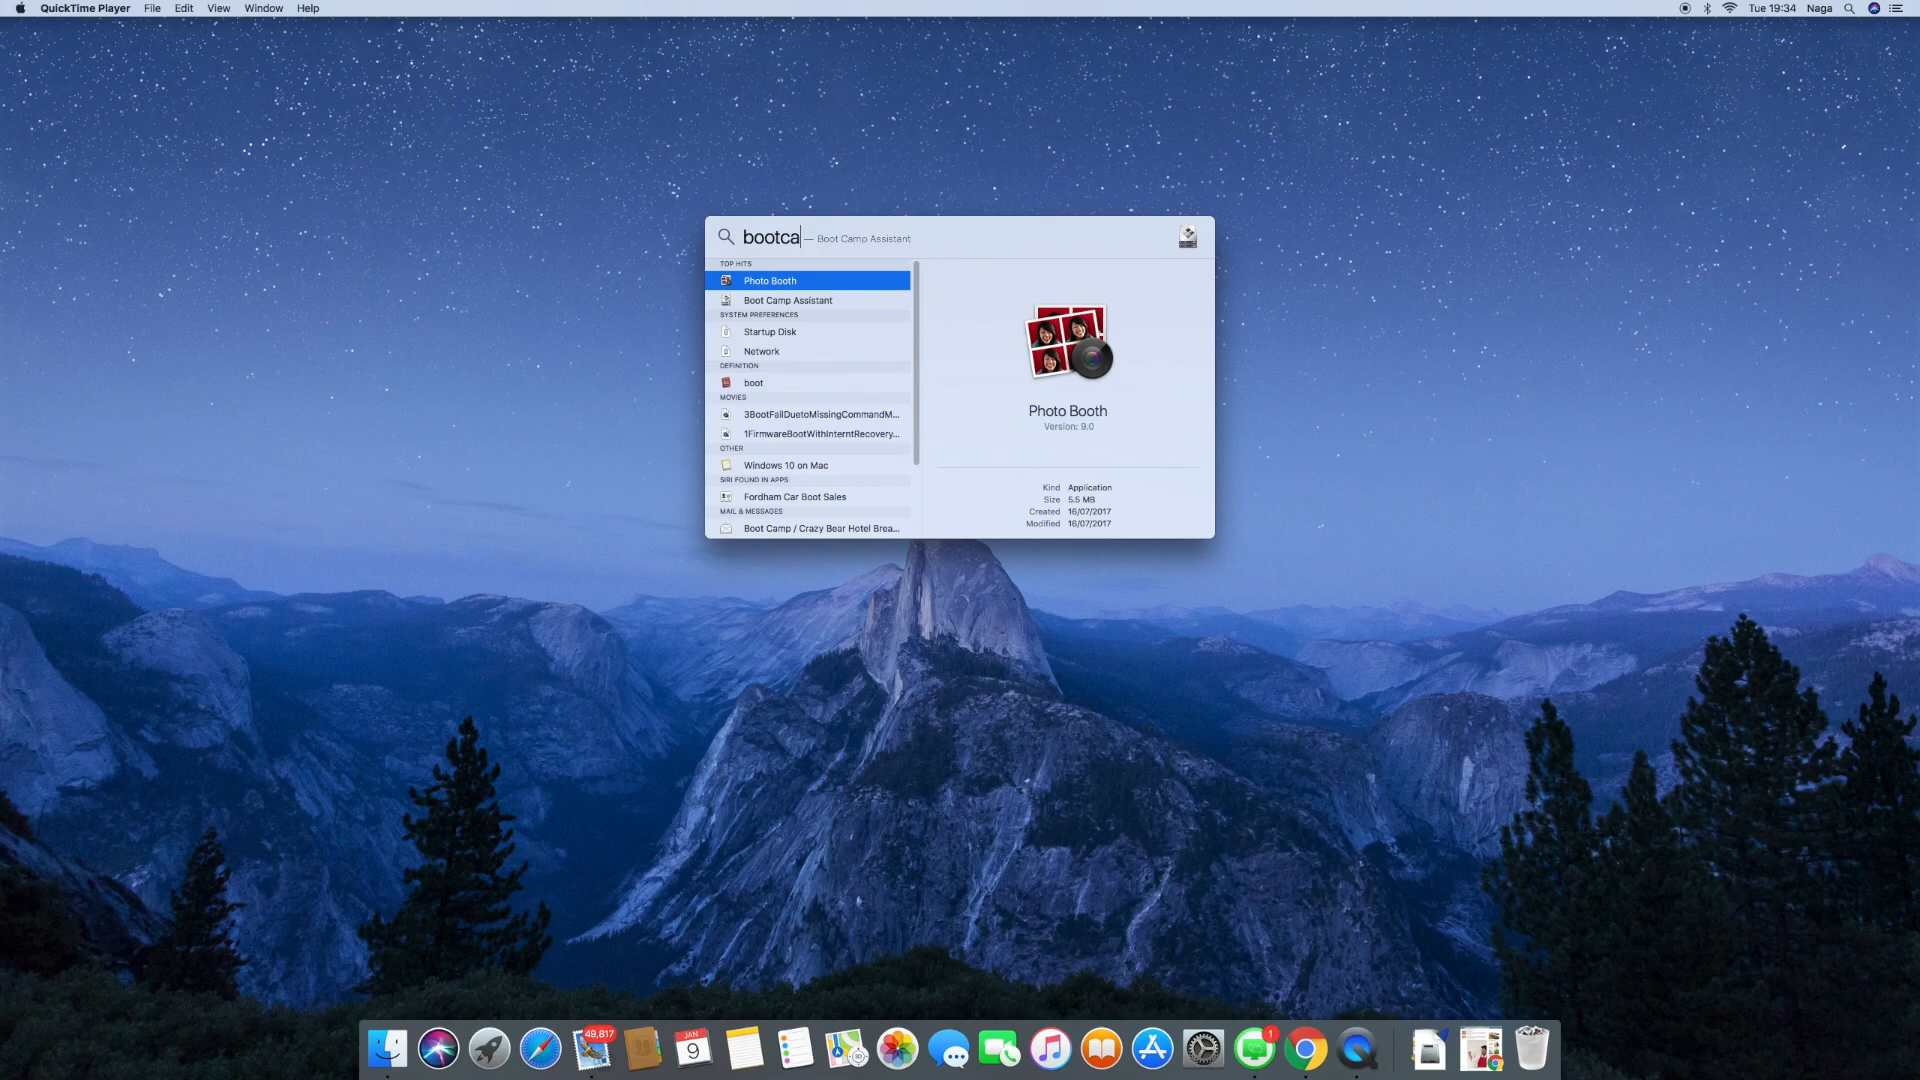 QuickTime Player File Edit View Window Help
Tue 19:34 Naga
bootca — Boot Camp Assistant
TOP HITS
Photo Booth
Boot Camp Assistant
SYSTEM PREFERENCES
Startup Disk
Network
DEFINITION
boot
MOVIES
3BootFailDuetoMissingCommandM...
1FirmwareBootWithInterntRecovery...
OTHER
Windows 10 on Mac
SIRI FOUND IN APPS
Fordham Car Boot Sales
MAIL & MESSAGES
Boot Camp / Crazy Bear Hotel Brea...
Photo Booth
Version: 9.0
Kind Application
Size 5.5 MB
Created 16/07/2017
Modified 16/07/2017
49,817
JAN
9
3D
1